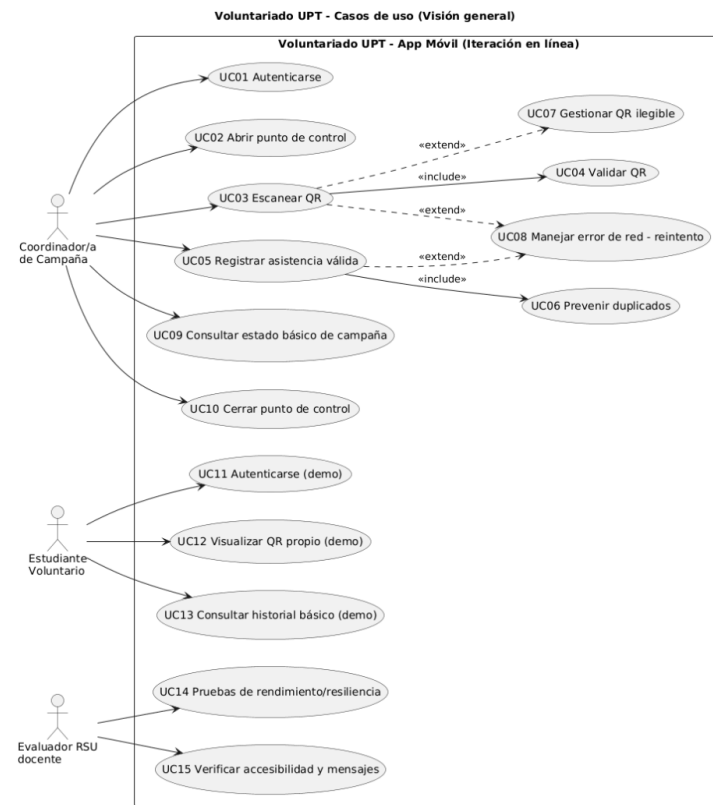 Voluntariado UPT - Casos de uso (Visión general)
Voluntariado UPT - App Móvil (Iteración en línea)
UC01 Autenticarse
UC07 Gestionar QR ilegible
UC02 Abrir punto de control
«extend»
UC04 Validar QR
«include»
UC03 Escanear QR
«extend»
Coordinador/a
de Campaña
UC08 Manejar error de red - reintento
«extend»
UC05 Registrar asistencia válida
«include»
UC06 Prevenir duplicados
UC09 Consultar estado básico de campaña
UC10 Cerrar punto de control
UC11 Autenticarse (demo)
UC12 Visualizar QR propio (demo)
Estudiante
Voluntario
UC13 Consultar historial básico (demo)
UC14 Pruebas de rendimiento/resiliencia
Evaluador RSU
docente
UC15 Verificar accesibilidad y mensajes